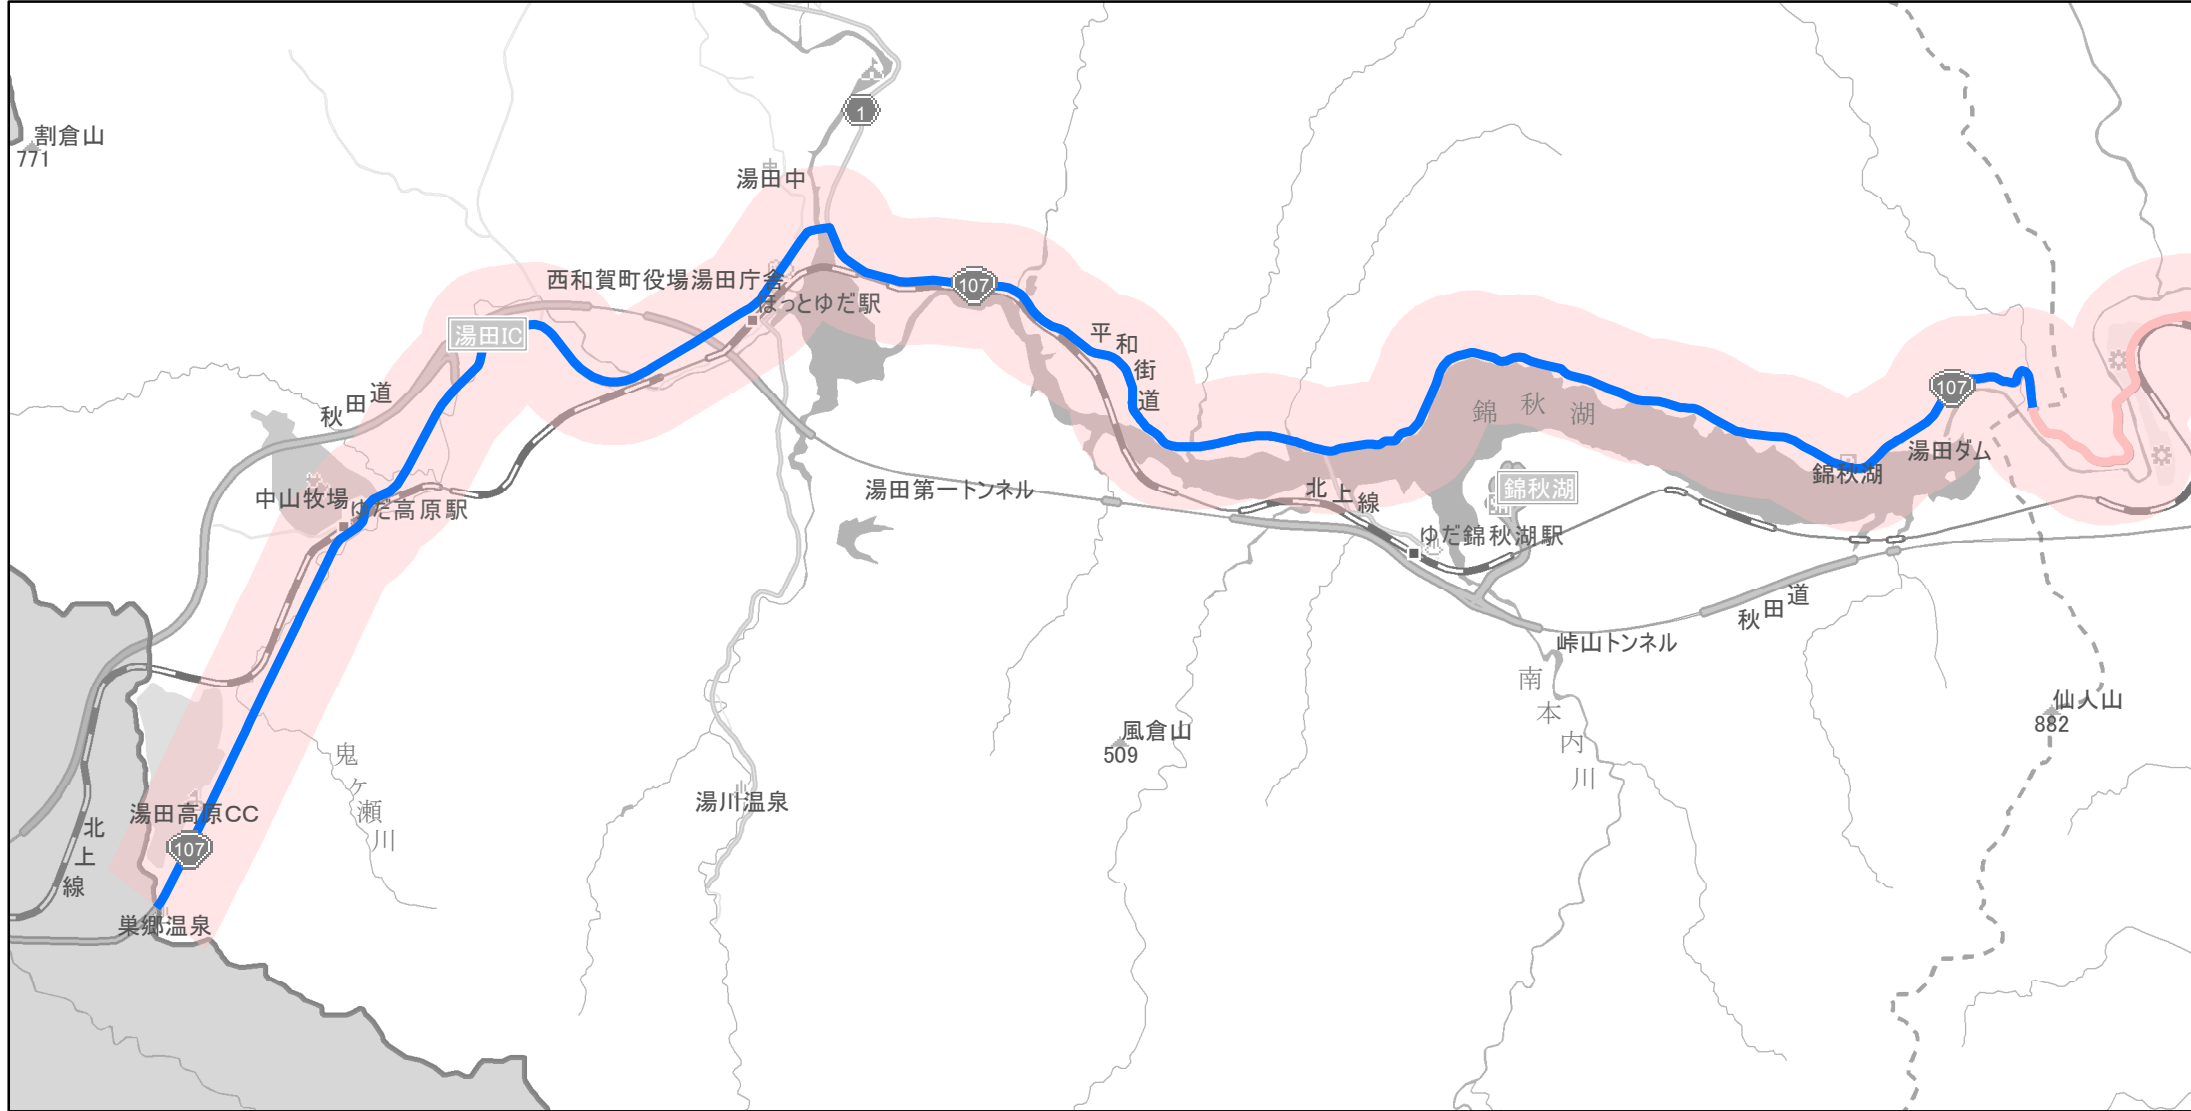 1
割倉山
771
湯田中
西和賀町役場湯田庁舎
107
ほっとゆだ駅
湯田IC
平和街道
秋田道
107
錦秋湖
湯田ダム
錦秋湖
中山牧場
ゆだ高原駅
湯田第一トンネル
北上線
錦秋湖
ゆだ錦秋湖駅
秋田道
峠山トンネル
南本内川
仙人山
882
風倉山
509
鬼ヶ瀬川
湯川温泉
湯田高原CC
107
北上線
巣郷温泉